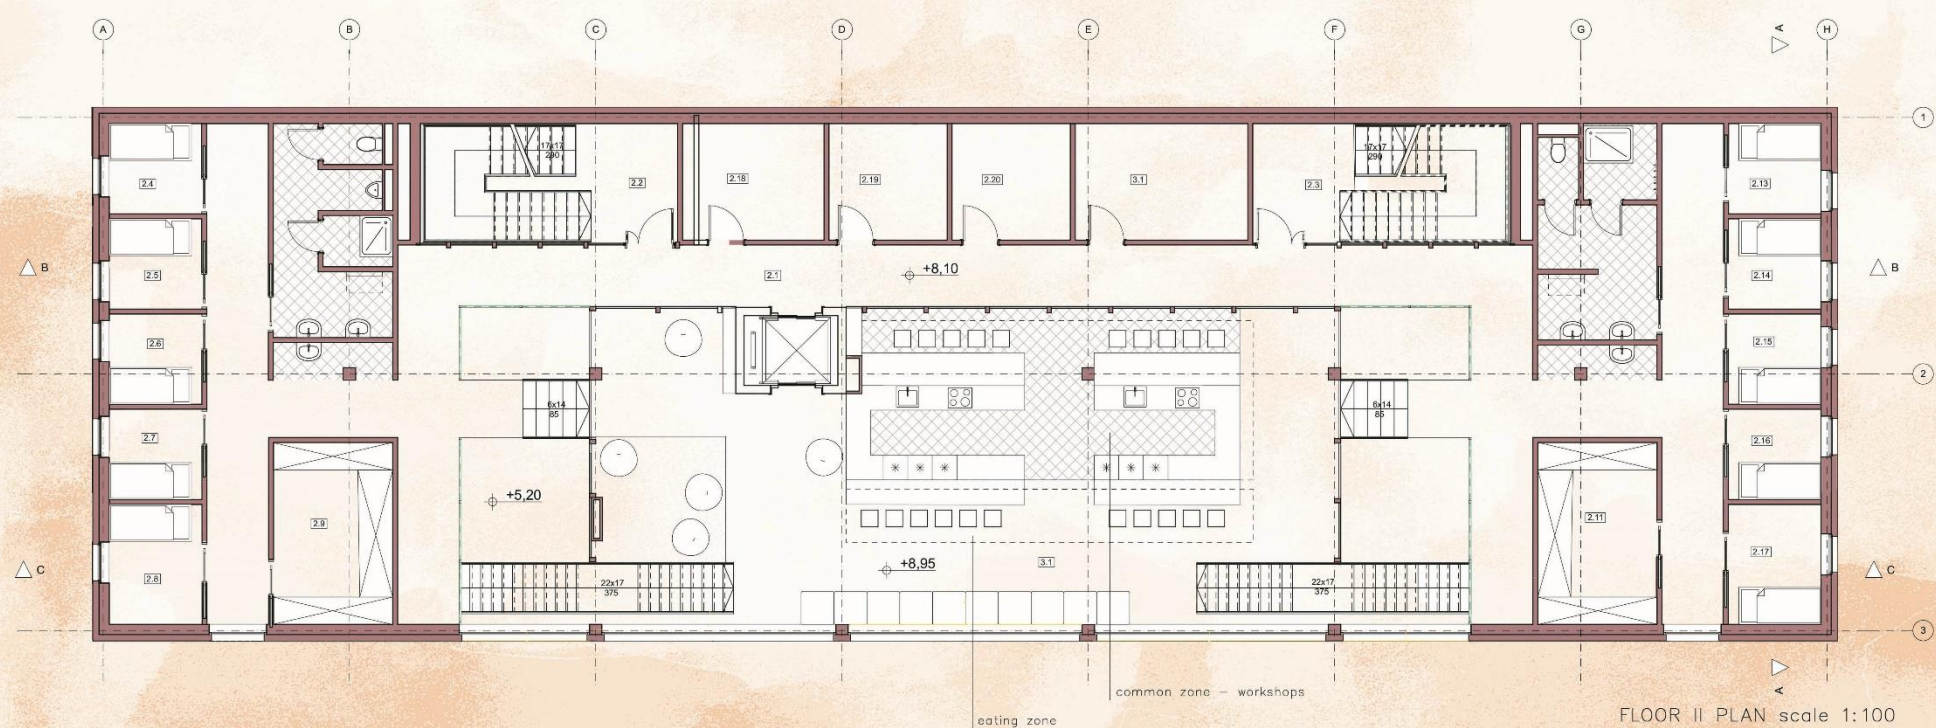 A B C D E F G A H
1
17x17
290
17x17
290
2.4 2.2 2.18 2.19 2.20 3.1 2.3 2.13
B 2.5 2.1 +8,10 2.14 B
2.6 2.15
2
6x14
85
6x14
85
2.7 2.16
+5,20
2.9 2.11
2.17
C 2.8 +8,95 3.1 C
22x17
375
22x17
375
3
common zone - workshops
A
eating zone
FLOOR II PLAN scale 1:100